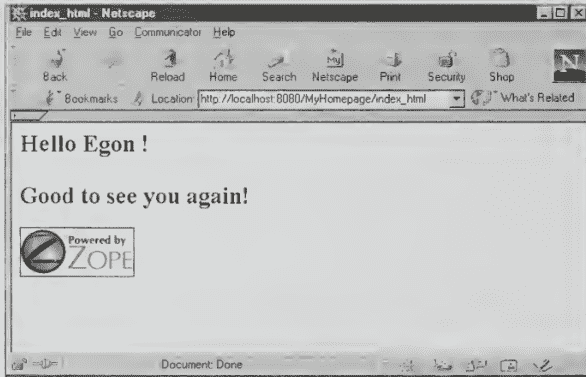 index_html - Netscape
File Edit View Go Communicator Help
Back Reload Home Search Netscape Print Security Shop
Bookmarks Location: http://localhost:8080/MyHomepage/index_html What's Related
Hello Egon !
Good to see you again!
Powered by
ZOPE
Document: Done